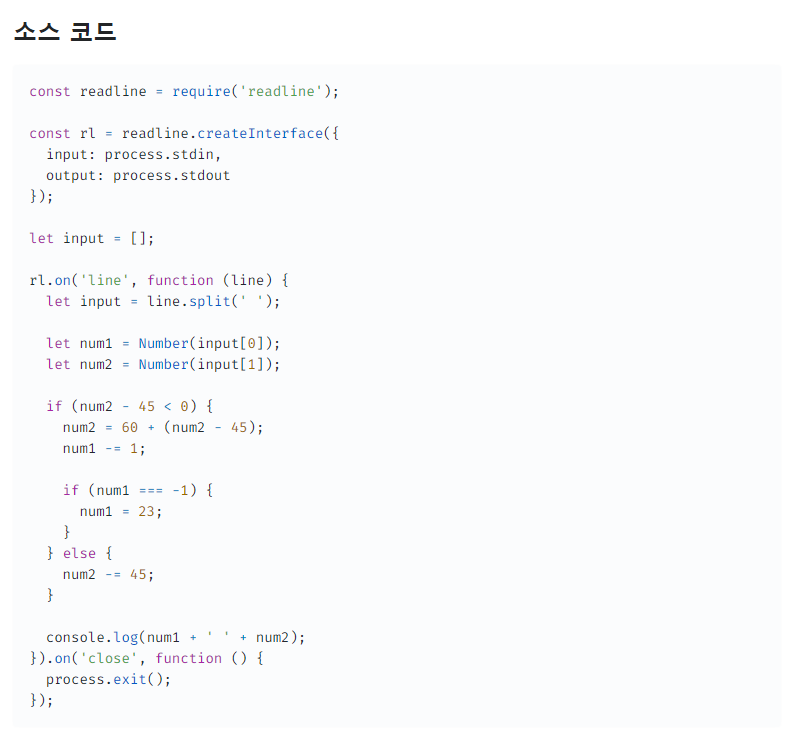 소스 코드
const readline = require('readline');
const rl = readline.createInterface({
  input: process.stdin,
  output: process.stdout
});
let input = [];
rl.on('line', function (line) {
  let input = line.split(' ');
  let num1 = Number(input[0]);
  let num2 = Number(input[1]);
  if (num2 - 45 < 0) {
    num2 = 60 + (num2 - 45);
    num1 -= 1;
    if (num1 === -1) {
      num1 = 23;
    }
  } else {
    num2 -= 45;
  }
  console.log(num1 + ' ' + num2);
}).on('close', function () {
  process.exit();
});